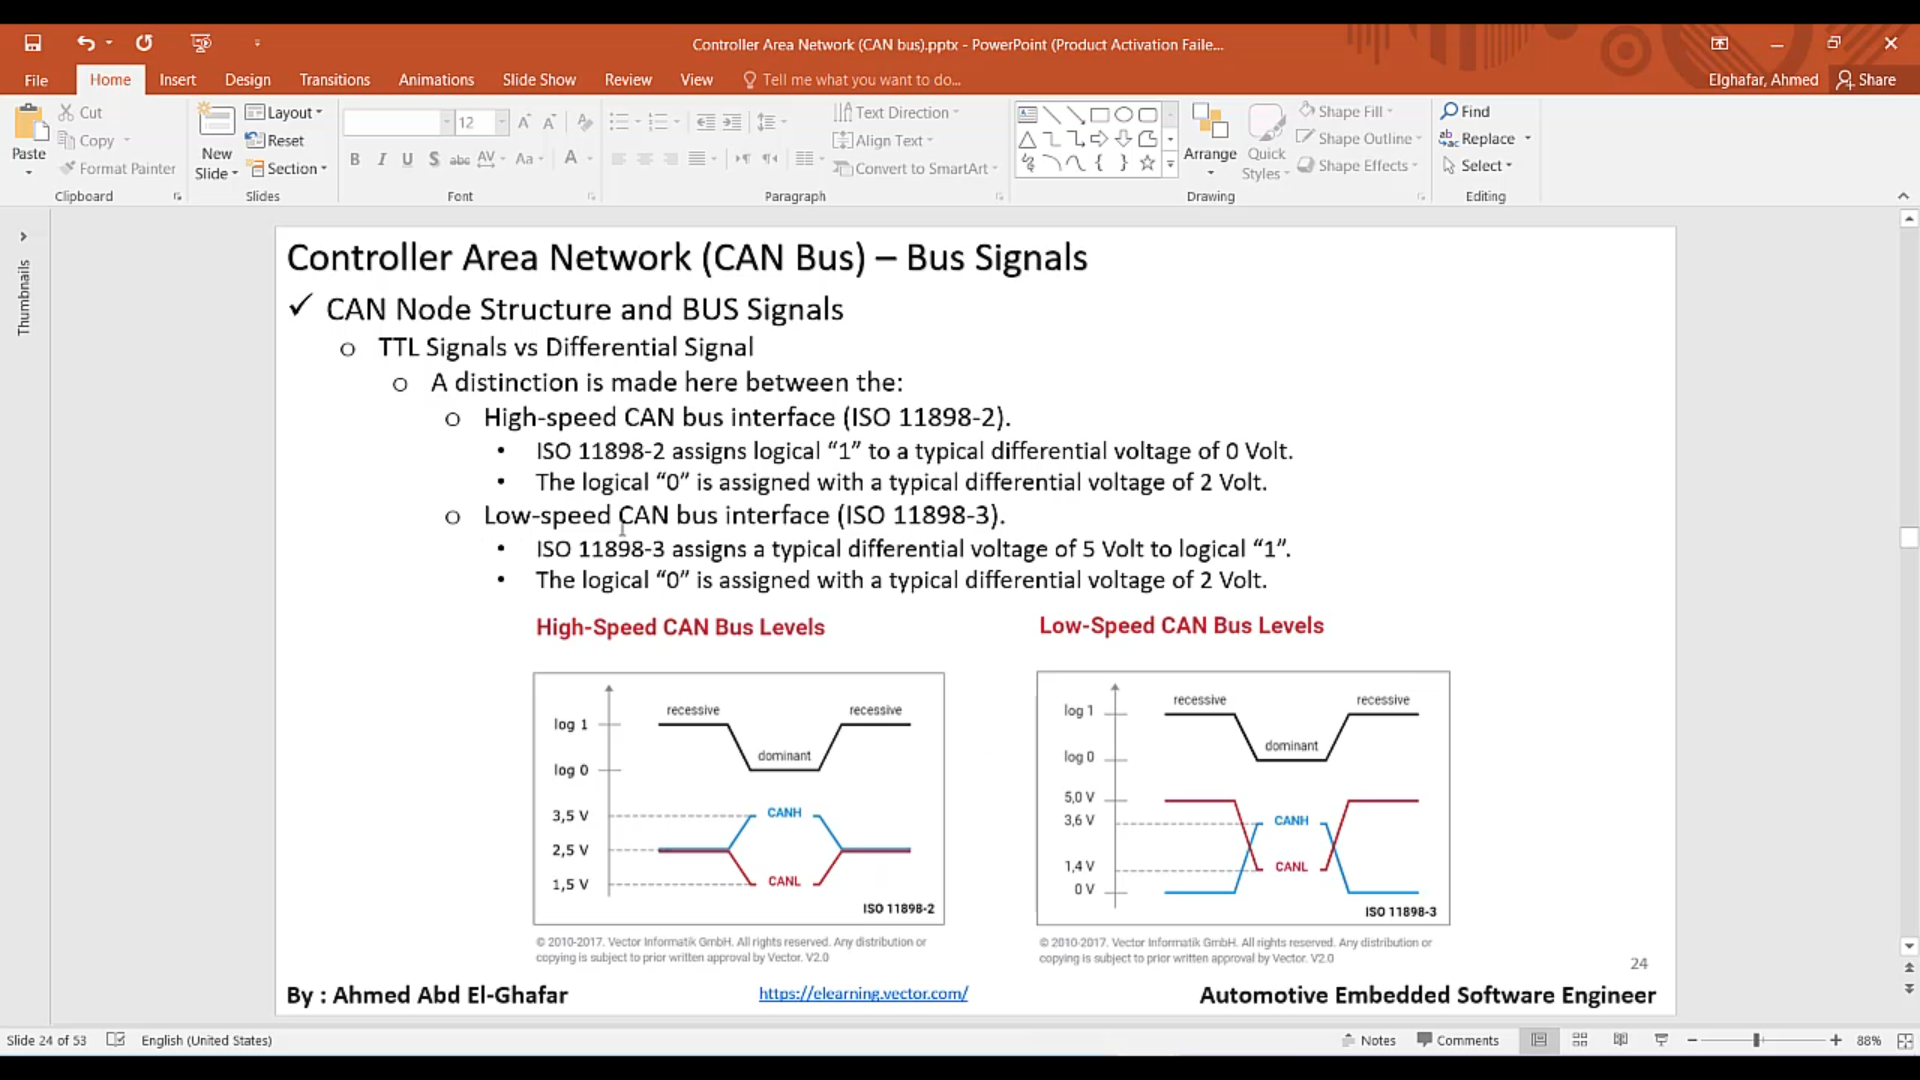 Controller Area Network (CAN bus).pptx - PowerPoint (Product Activation Faile...
File Home Insert Design Transitions Animations Slide Show Review View Tell me what you want to do... Elghafar, Ahmed Share
Paste
Cut
Copy
Format Painter
Clipboard
New Slide
Layout
Reset
Section
Slides
12
B I U S abc AV Aa A
Font
Text Direction
Align Text
Convert to SmartArt
Paragraph
Arrange
Quick Styles
Shape Fill
Shape Outline
Shape Effects
Drawing
Find
Replace
Select
Editing
Thumbnails
Controller Area Network (CAN Bus) – Bus Signals
✓ CAN Node Structure and BUS Signals
o TTL Signals vs Differential Signal
o A distinction is made here between the:
o High-speed CAN bus interface (ISO 11898-2).
• ISO 11898-2 assigns logical “1” to a typical differential voltage of 0 Volt.
• The logical “0” is assigned with a typical differential voltage of 2 Volt.
o Low-speed CAN bus interface (ISO 11898-3).
• ISO 11898-3 assigns a typical differential voltage of 5 Volt to logical “1”.
• The logical “0” is assigned with a typical differential voltage of 2 Volt.
High-Speed CAN Bus Levels
recessive recessive
log 1
dominant
log 0
3,5 V CANH
2,5 V
1,5 V CANL
ISO 11898-2
© 2010-2017. Vector Informatik GmbH. All rights reserved. Any distribution or
copying is subject to prior written approval by Vector. V2.0
Low-Speed CAN Bus Levels
recessive recessive
log 1
dominant
log 0
5,0 V
3,6 V CANH
1,4 V CANL
0 V
ISO 11898-3
© 2010-2017. Vector Informatik GmbH. All rights reserved. Any distribution or
copying is subject to prior written approval by Vector. V2.0
24
By : Ahmed Abd El-Ghafar https://elearning.vector.com/ Automotive Embedded Software Engineer
Slide 24 of 53 English (United States) Notes Comments 88%